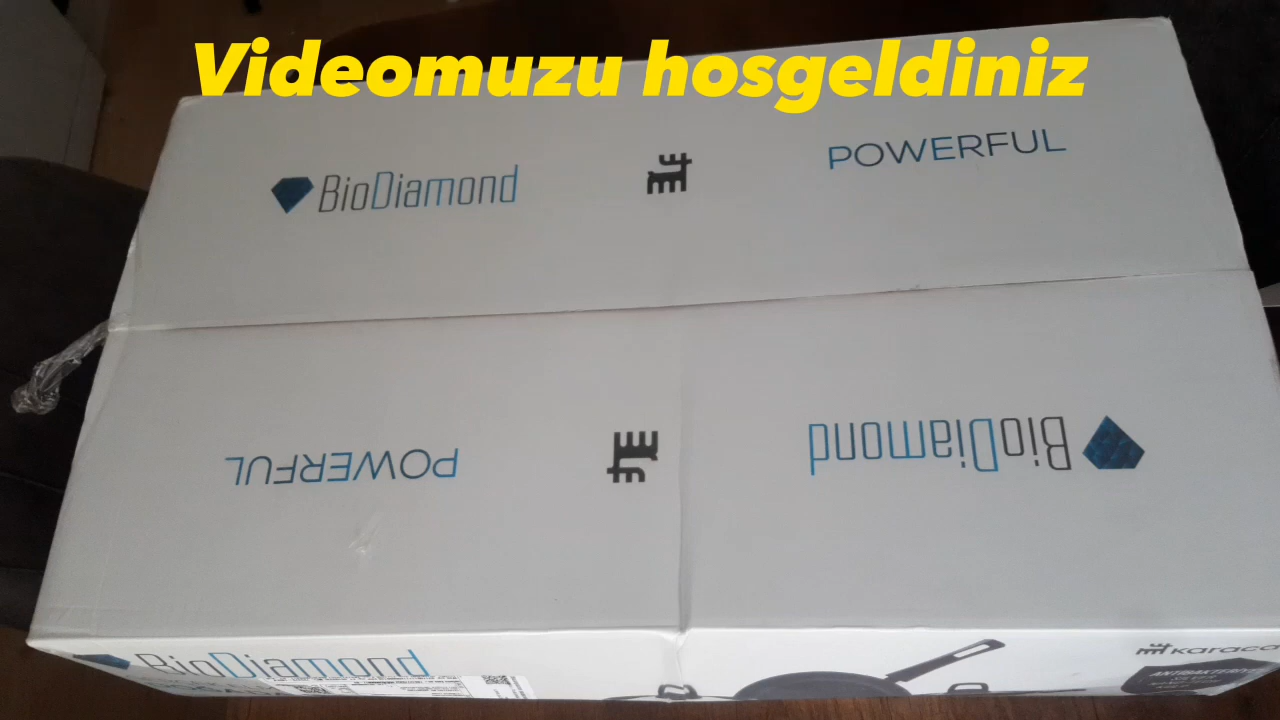 Videomuzu hosgeldiniz
BioDiamond
POWERFUL
POWERFUL
BioDiamond
BioDiamond
karaca